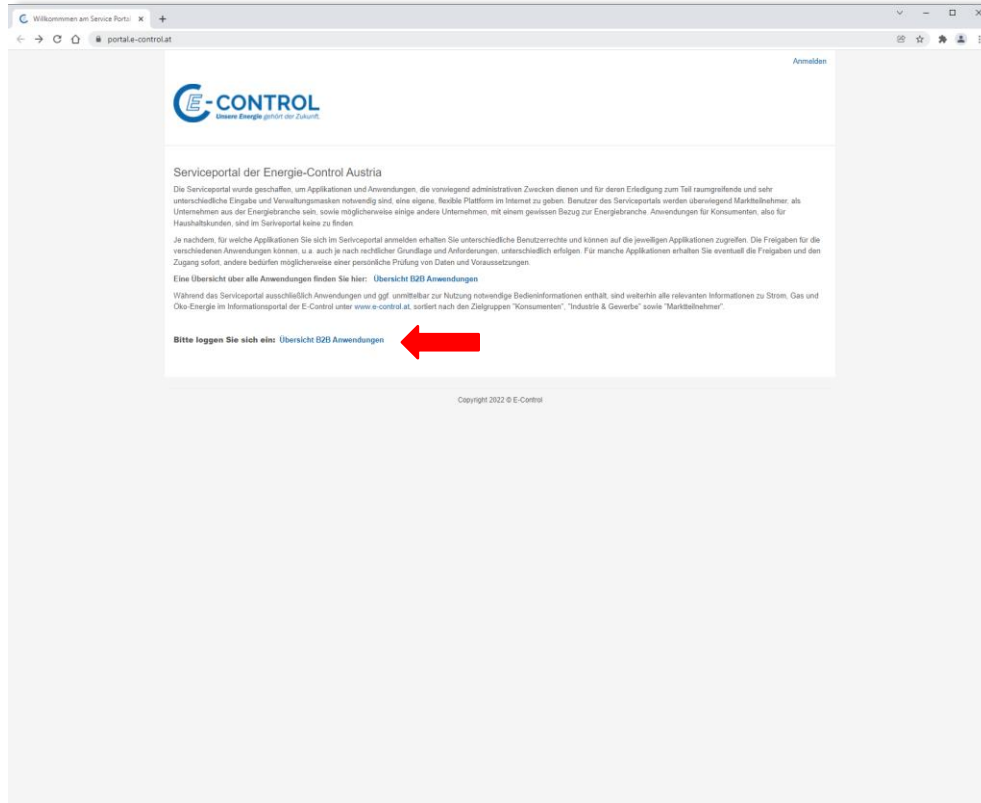 Willkommmen am Service Portal
portal.e-control.at
Anmelden
E-CONTROL
Unsere Energie gehört der Zukunft.
Serviceportal der Energie-Control Austria
Die Serviceportal wurde geschaffen, um Applikationen und Anwendungen, die vorwiegend administrativen Zwecken dienen und für deren Erledigung zum Teil raumgreifende und sehr
unterschiedliche Eingabe und Verwaltungsmasken notwendig sind, eine eigene, flexible Plattform im Internet zu geben. Benutzer des Serviceportals werden überwiegend Marktteilnehmer, als
Unternehmen aus der Energiebranche sein, sowie möglicherweise einige andere Unternehmen, mit einem gewissen Bezug zur Energiebranche. Anwendungen für Konsumenten, also für
Haushaltskunden, sind im Serviceportal keine zu finden
Je nachdem, für welche Applikationen Sie sich im Serivceportal anmelden erhalten Sie unterschiedliche Benutzerrechte und können auf die jeweiligen Applikationen zugreifen. Die Freigaben für die
verschiedenen Anwendungen können, u.a. auch je nach rechtlicher Grundlage und Anforderungen, unterschiedlich erfolgen. Für manche Applikationen erhalten Sie eventuell die Freigaben und den
Zugang sofort, andere bedürfen möglicherweise einer persönliche Prüfung von Daten und Voraussetzungen.
Eine Übersicht über alle Anwendungen finden Sie hier: Übersicht B2B Anwendungen
Während das Serviceportal ausschließlich Anwendungen und ggf. unmittelbar zur Nutzung notwendige Bedieninformationen enthält, sind weiterhin alle relevanten Informationen zu Strom, Gas und
Öko-Energie im Informationsportal der E-Control unter www.e-control.at, sortiert nach den Zielgruppen "Konsumenten", "Industrie & Gewerbe" sowie "Marktteilnehmer".
Bitte loggen Sie sich ein: Übersicht B2B Anwendungen
Copyright 2022 © E-Control